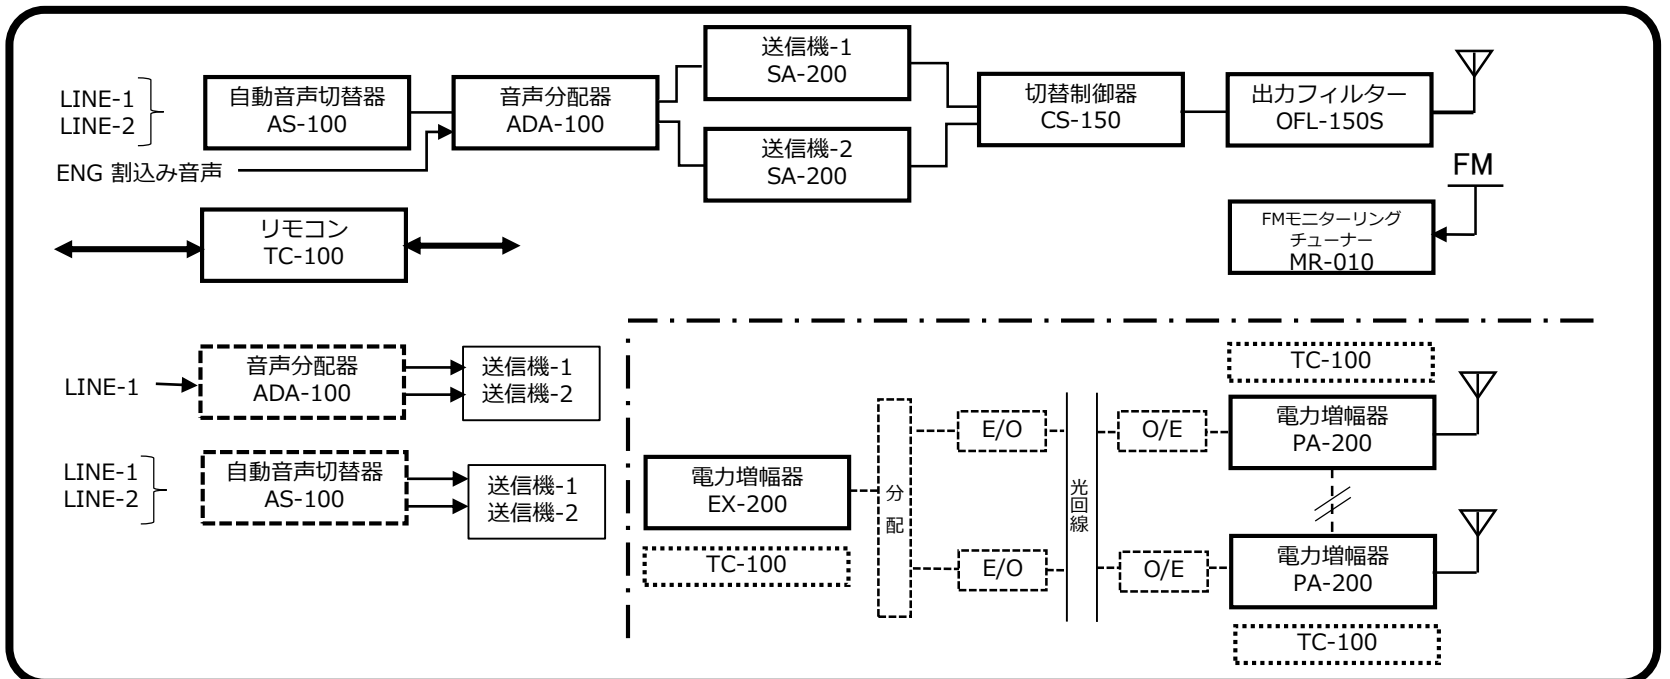 LINE-1
LINE-2
自動音声切替器
AS-100
音声分配器
ADA-100
送信機-1
SA-200
送信機-2
SA-200
切替制御器
CS-150
出力フィルター
OFL-150S
ENG 割込み音声
FM
リモコン
TC-100
FMモニターリング
チューナー
MR-010
LINE-1
音声分配器
ADA-100
送信機-1
送信機-2
LINE-1
LINE-2
自動音声切替器
AS-100
送信機-1
送信機-2
電力増幅器
EX-200
TC-100
分配
E/O
E/O
光回線
O/E
O/E
TC-100
電力増幅器
PA-200
電力増幅器
PA-200
TC-100